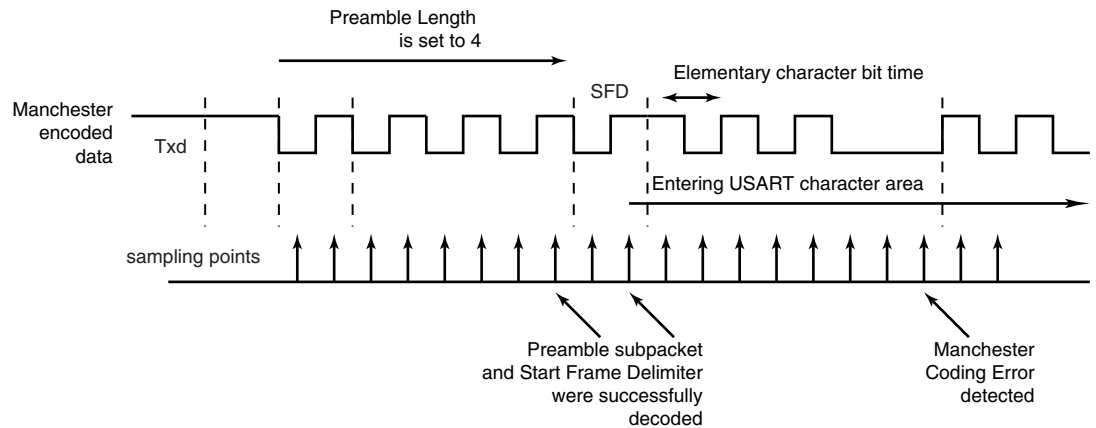 Preamble Length
is set to 4
Elementary character bit time
SFD
Manchester
encoded
data
Txd
Entering USART character area
sampling points
Preamble subpacket
and Start Frame Delimiter
were successfully
decoded
Manchester
Coding Error
detected